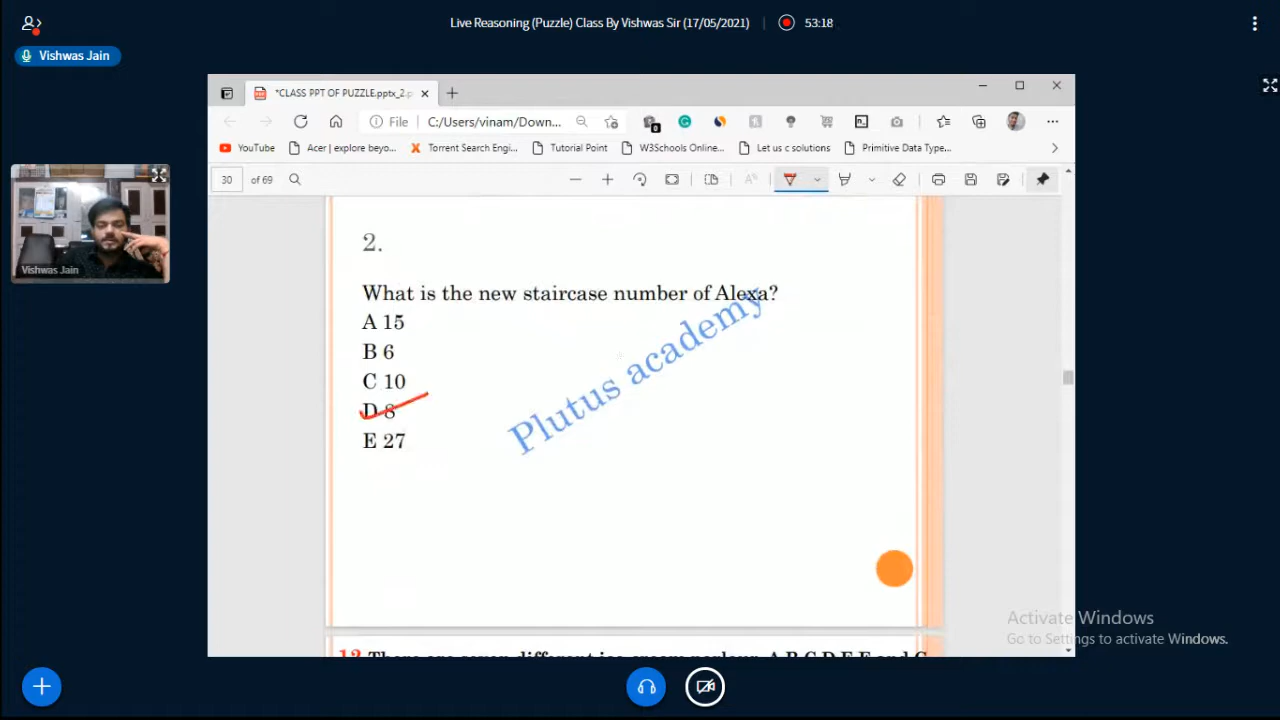 Live Reasoning (Puzzle) Class By Vishwas Sir (17/05/2021)
53:18
Vishwas Jain
*CLASS PPT OF PUZZLE.pptx_2.p
File
C:/Users/vinam/Down...
YouTube
Acer | explore beyo...
Torrent Search Engi...
Tutorial Point
W3Schools Online...
Let us c solutions
Primitive Data Type...
30 of 69
Vishwas Jain
2.
What is the new staircase number of Alexa?
A 15
B 6
C 10
D 8
E 27
Plutus academy
Activate Windows
Go to Settings to activate Windows.